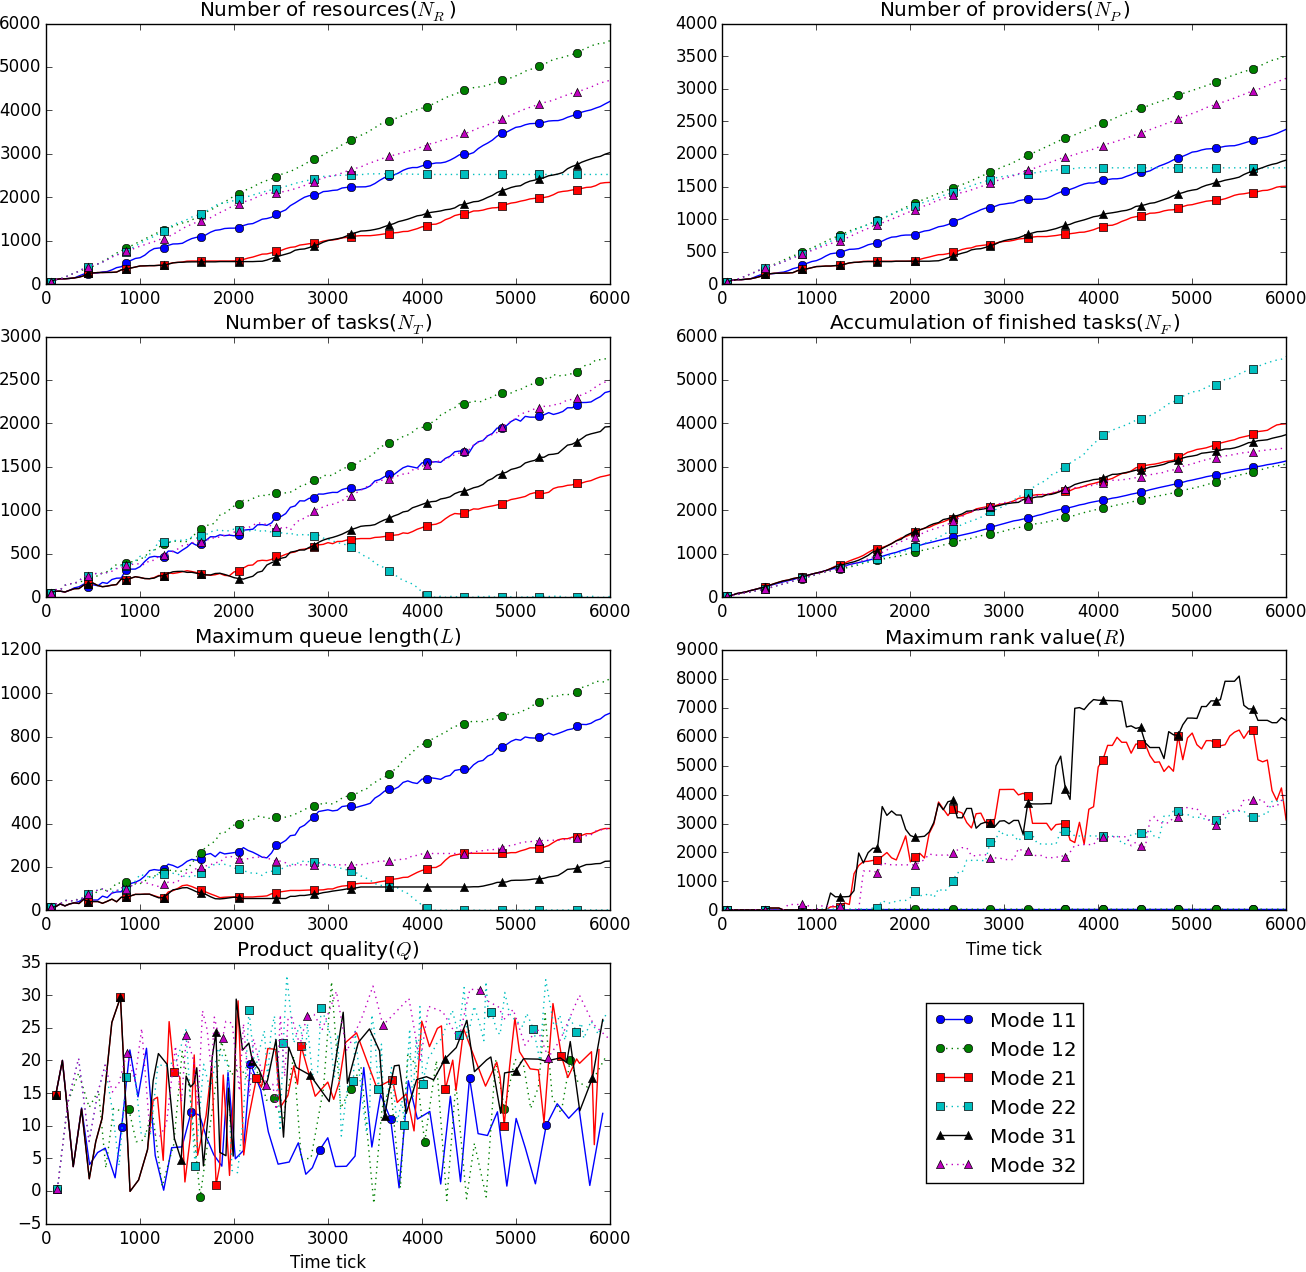 Number of resources(N_R)
6000
5000
4000
3000
2000
1000
0
0 1000 2000 3000 4000 5000 6000
Number of providers(N_P)
4000
3500
3000
2500
2000
1500
1000
500
0
0 1000 2000 3000 4000 5000 6000
Number of tasks(N_T)
3000
2500
2000
1500
1000
500
0
0 1000 2000 3000 4000 5000 6000
Accumulation of finished tasks(N_F)
6000
5000
4000
3000
2000
1000
0
0 1000 2000 3000 4000 5000 6000
Maximum queue length(L)
1200
1000
800
600
400
200
0
0 1000 2000 3000 4000 5000 6000
Maximum rank value(R)
9000
8000
7000
6000
5000
4000
3000
2000
1000
0
0 1000 2000 3000 4000 5000 6000
Time tick
Product quality(Q)
35
30
25
20
15
10
5
0
−5
0 1000 2000 3000 4000 5000 6000
Time tick
Mode 11
Mode 12
Mode 21
Mode 22
Mode 31
Mode 32